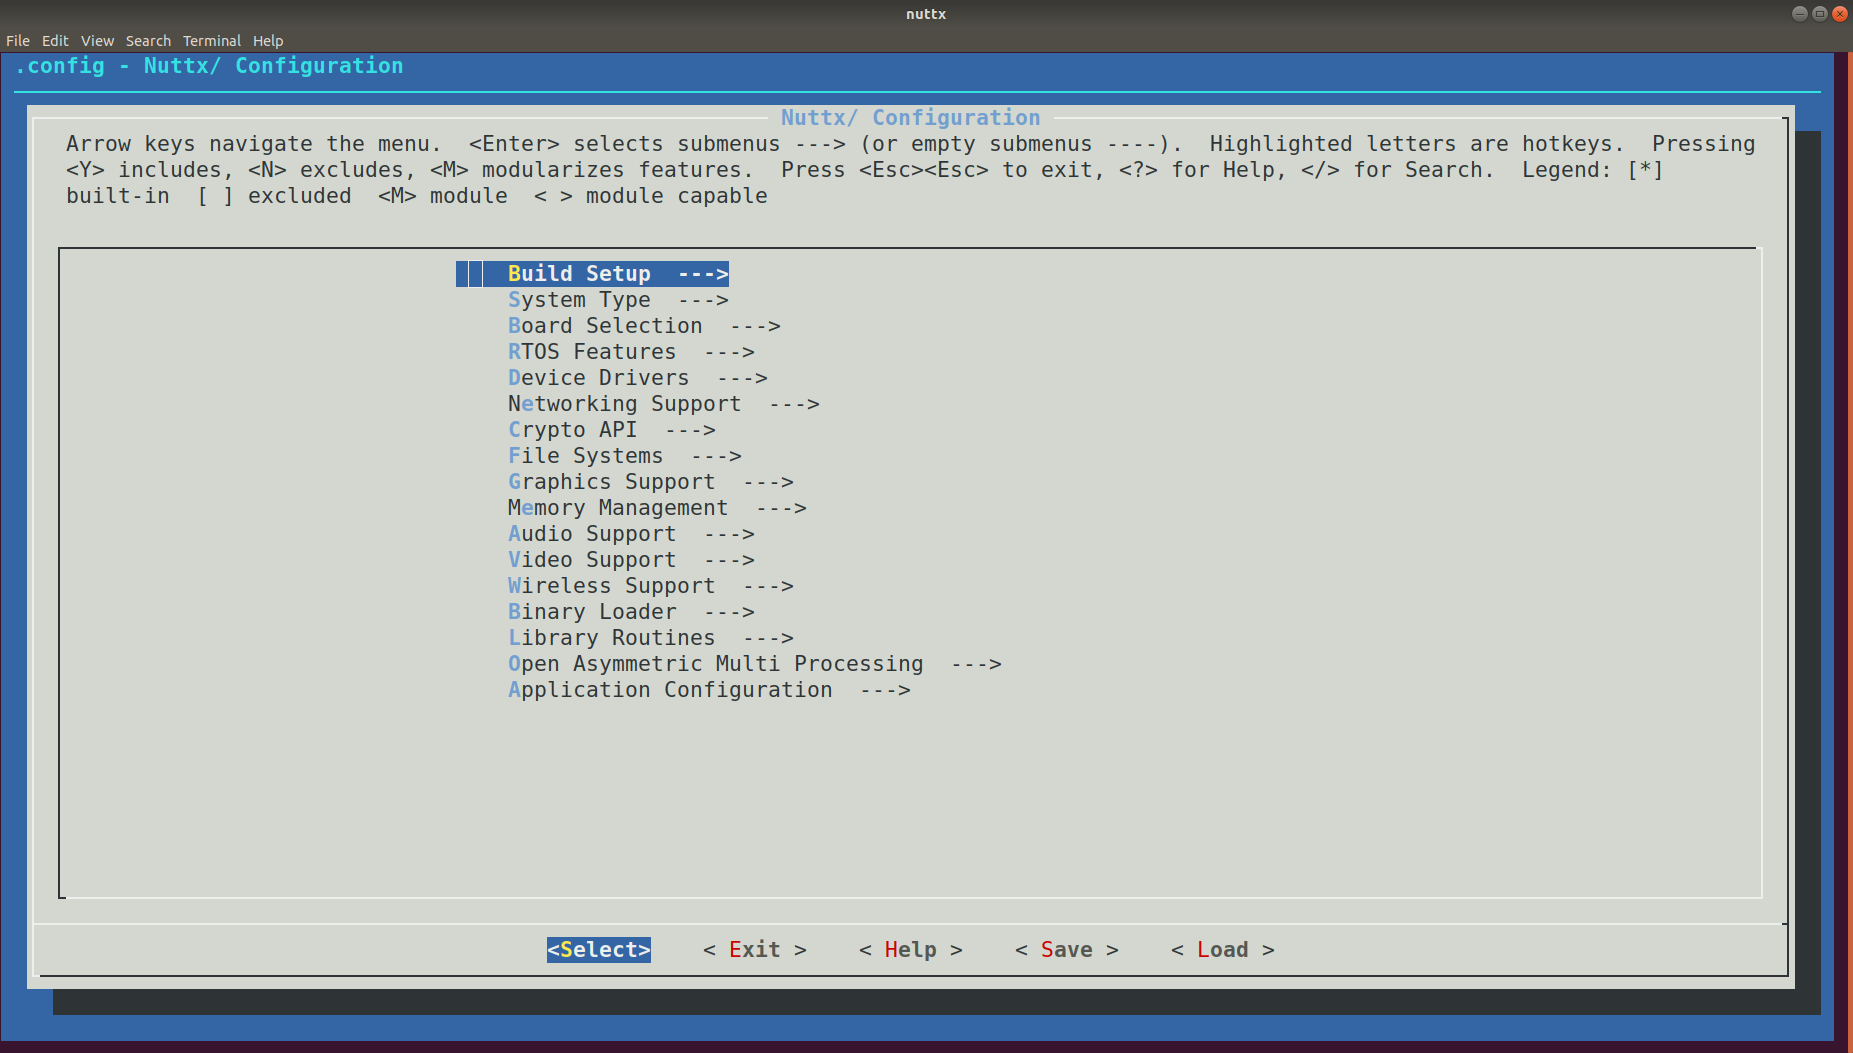 nuttx
File Edit View Search Terminal Help
.config - Nuttx/ Configuration
Nuttx/ Configuration
Arrow keys navigate the menu.  <Enter> selects submenus ---> (or empty submenus ----).  Highlighted letters are hotkeys.  Pressing
<Y> includes, <N> excludes, <M> modularizes features.  Press <Esc><Esc> to exit, <?> for Help, </> for Search.  Legend: [*]
built-in  [ ] excluded  <M> module  < > module capable
Build Setup  --->
System Type  --->
Board Selection  --->
RTOS Features  --->
Device Drivers  --->
Networking Support  --->
Crypto API  --->
File Systems  --->
Graphics Support  --->
Memory Management  --->
Audio Support  --->
Video Support  --->
Wireless Support  --->
Binary Loader  --->
Library Routines  --->
Open Asymmetric Multi Processing  --->
Application Configuration  --->
<Select>    < Exit >    < Help >    < Save >    < Load >